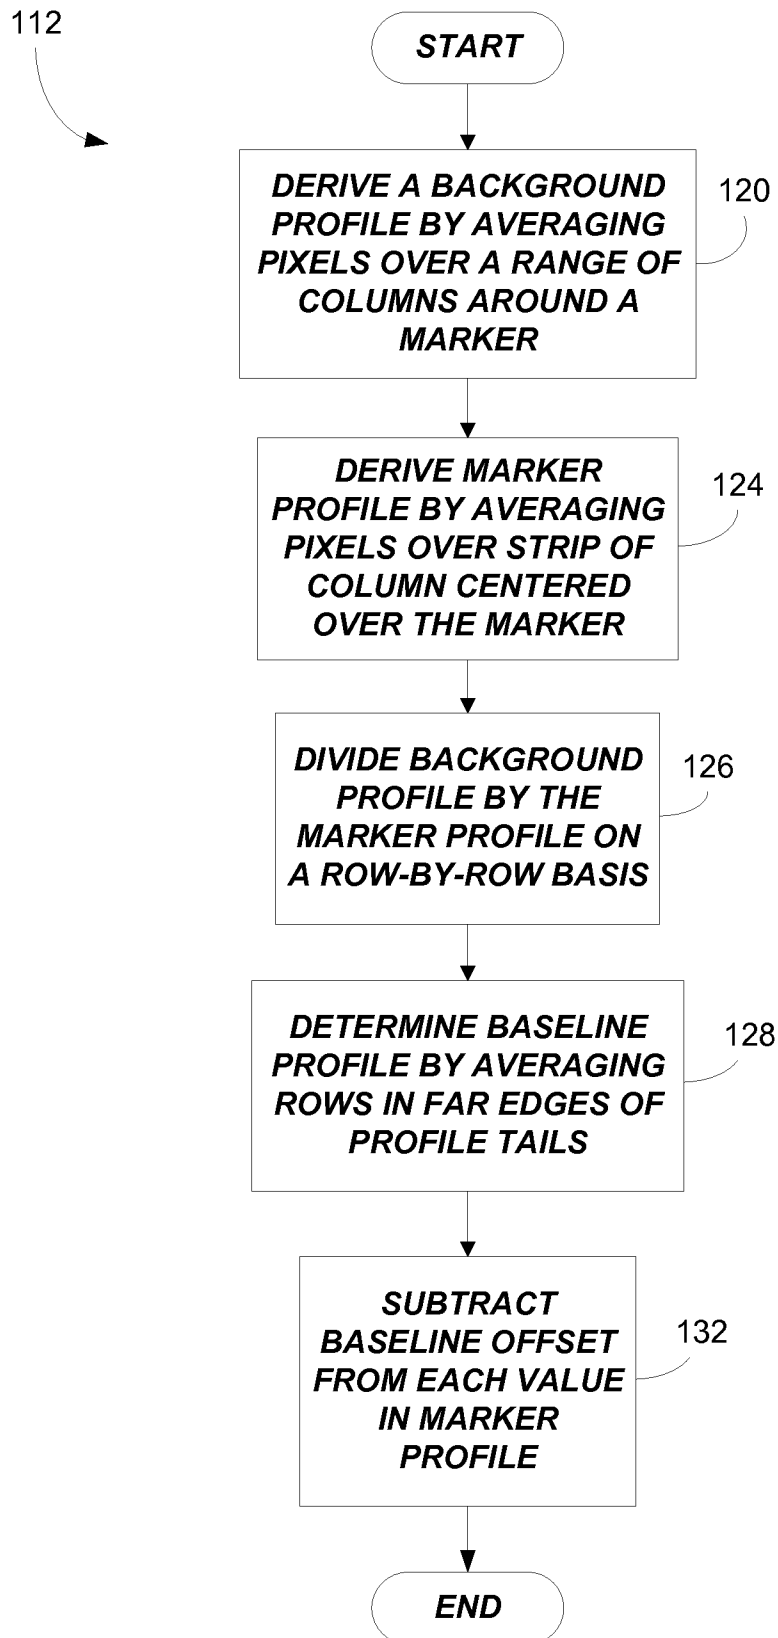 112
START
DERIVE A BACKGROUND
PROFILE BY AVERAGING
PIXELS OVER A RANGE OF
COLUMNS AROUND A
MARKER
120
DERIVE MARKER
PROFILE BY AVERAGING
PIXELS OVER STRIP OF
COLUMN CENTERED
OVER THE MARKER
124
DIVIDE BACKGROUND
PROFILE BY THE
MARKER PROFILE ON
A ROW-BY-ROW BASIS
126
DETERMINE BASELINE
PROFILE BY AVERAGING
ROWS IN FAR EDGES OF
PROFILE TAILS
128
SUBTRACT
BASELINE OFFSET
FROM EACH VALUE
IN MARKER
PROFILE
132
END